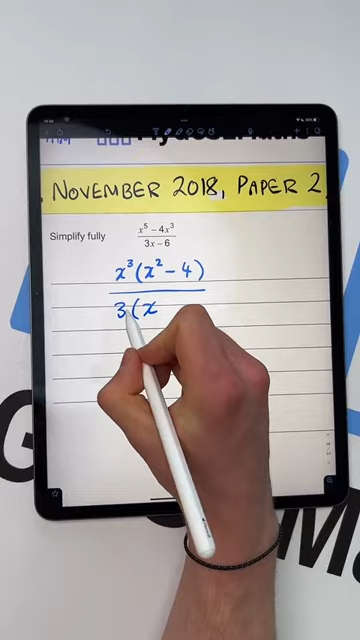 NOVEMBER 2018, PAPER 2
Simplify fully
x⁵ − 4x³
3x − 6
x³(x² − 4)
3(x